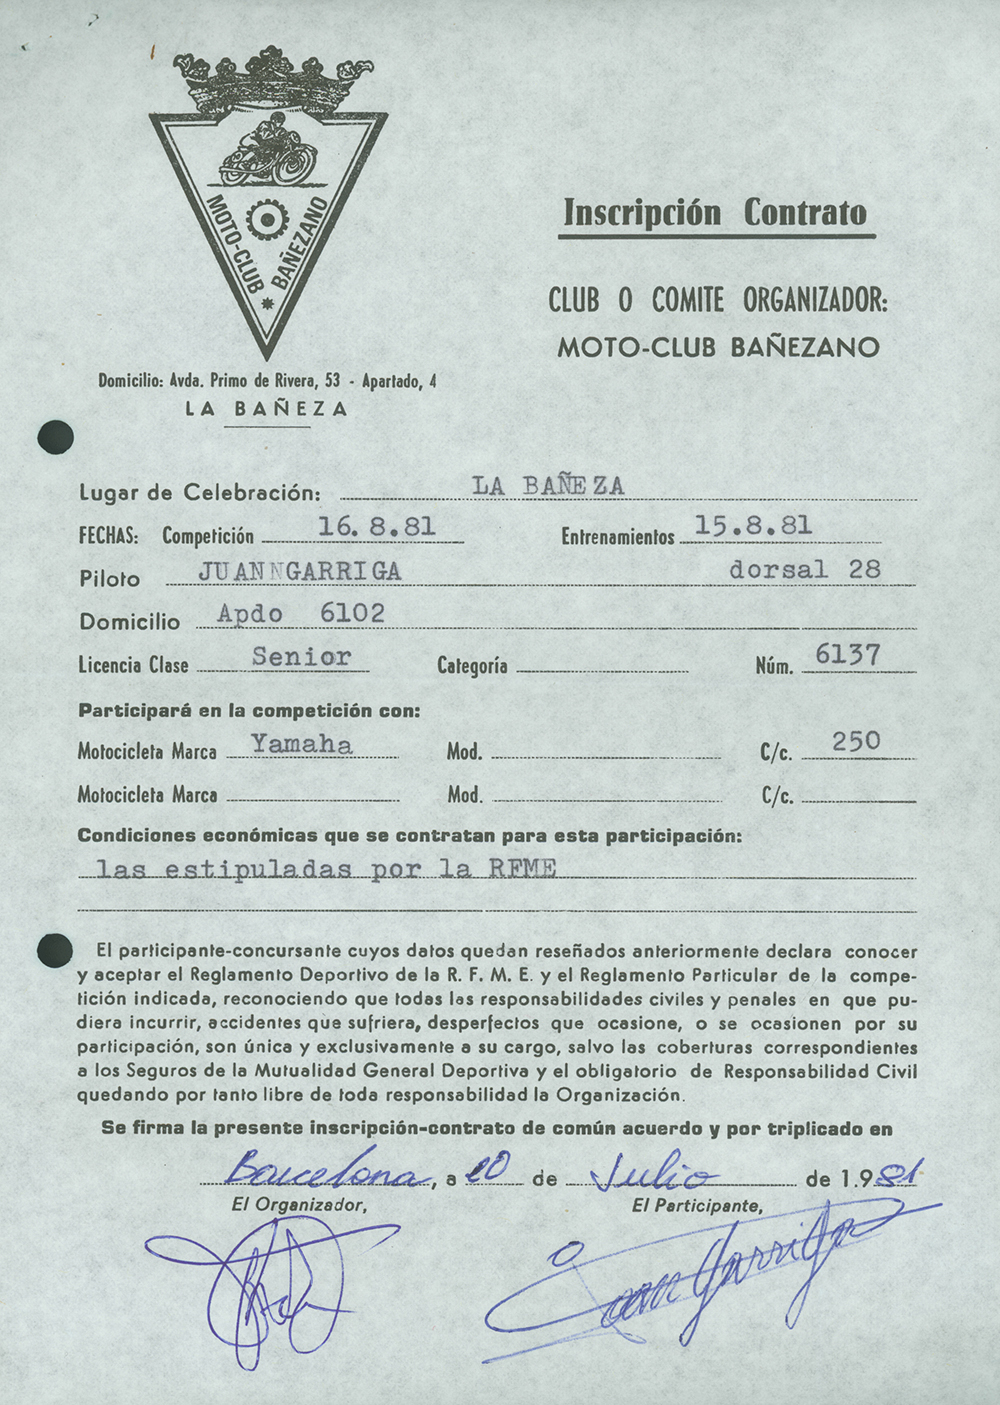 MOTO-CLUB BAÑEZANO
Inscripción Contrato
CLUB O COMITE ORGANIZADOR:
MOTO-CLUB BAÑEZANO
Domicilio: Avda. Primo de Rivera, 53 - Apartado, 4
LA BAÑEZA
Lugar de Celebración: LA BAÑEZA
FECHAS: Competición 16.8.81 Entrenamientos 15.8.81
Piloto JUANNGARRIGA dorsal 28
Domicilio Apdo 6102
Licencia Clase Senior Categoría Núm. 6137
Participará en la competición con:
Motocicleta Marca Yamaha Mod. C/c. 250
Motocicleta Marca Mod. C/c.
Condiciones económicas que se contratan para esta participación:
las estipuladas por la RFME
El participante-concursante cuyos datos quedan reseñados anteriormente declara conocer
y aceptar el Reglamento Deportivo de la R. F. M. E. y el Reglamento Particular de la compe-
tición indicada, reconociendo que todas las responsabilidades civiles y penales en que pu-
diera incurrir, accidentes que sufriera, desperfectos que ocasione, o se ocasionen por su
participación, son única y exclusivamente a su cargo, salvo las coberturas correspondientes
a los Seguros de la Mutualidad General Deportiva y el obligatorio de Responsabilidad Civil
quedando por tanto libre de toda responsabilidad la Organización.
Se firma la presente inscripción-contrato de común acuerdo y por triplicado en
Barcelona, a 20 de Julio de 1.981
El Organizador, El Participante,
Joan Garriga